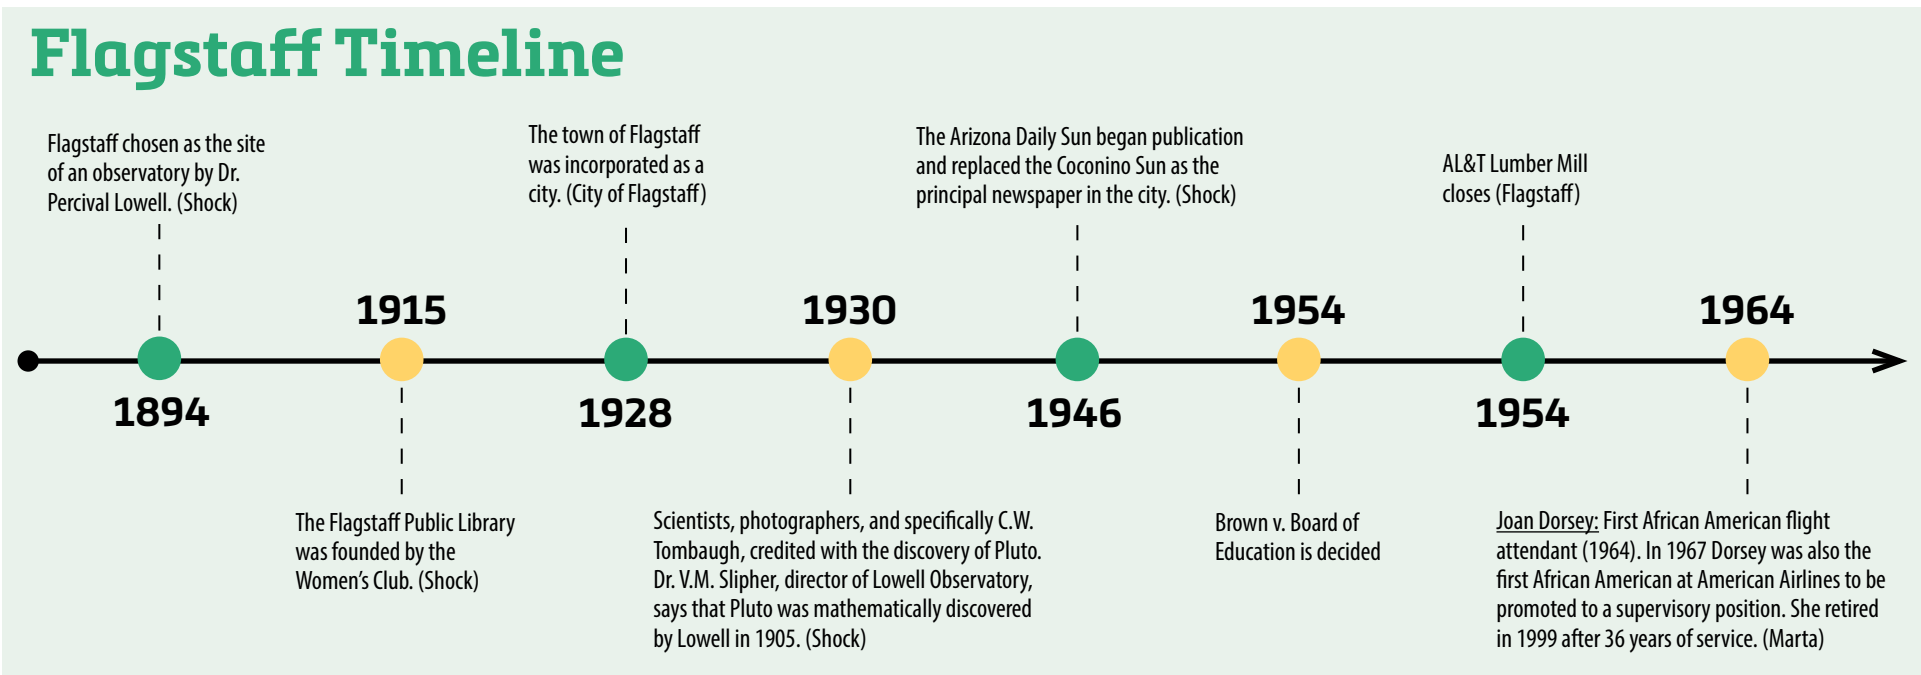 Flagstaff Timeline
Flagstaff chosen as the site
of an observatory by Dr.
Percival Lowell. (Shock)
1894
1915
The Flagstaff Public Library
was founded by the
Women's Club. (Shock)
The town of Flagstaff
was incorporated as a
city. (City of Flagstaff)
1928
1930
Scientists, photographers, and specifically C.W.
Tombaugh, credited with the discovery of Pluto.
Dr. V.M. Slipher, director of Lowell Observatory,
says that Pluto was mathematically discovered
by Lowell in 1905. (Shock)
The Arizona Daily Sun began publication
and replaced the Coconino Sun as the
principal newspaper in the city. (Shock)
1946
1954
Brown v. Board of
Education is decided
AL&T Lumber Mill
closes (Flagstaff)
1954
1964
Joan Dorsey: First African American flight
attendant (1964). In 1967 Dorsey was also the
first African American at American Airlines to be
promoted to a supervisory position. She retired
in 1999 after 36 years of service. (Marta)